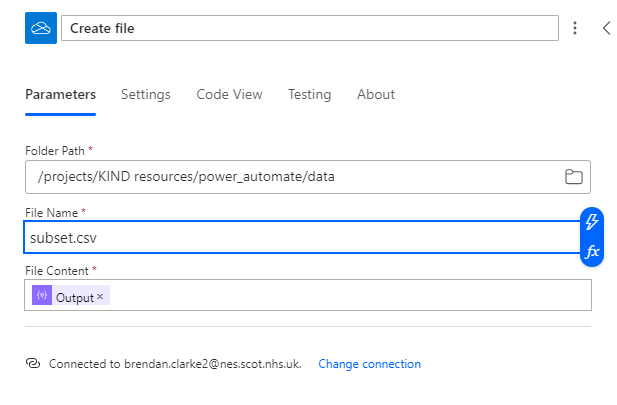 Create file
Parameters Settings Code View Testing About
Folder Path *
/projects/KIND resources/power_automate/data
File Name *
subset.csv
fx
File Content *
{v} Output ×
Connected to brendan.clarke2@nes.scot.nhs.uk. Change connection